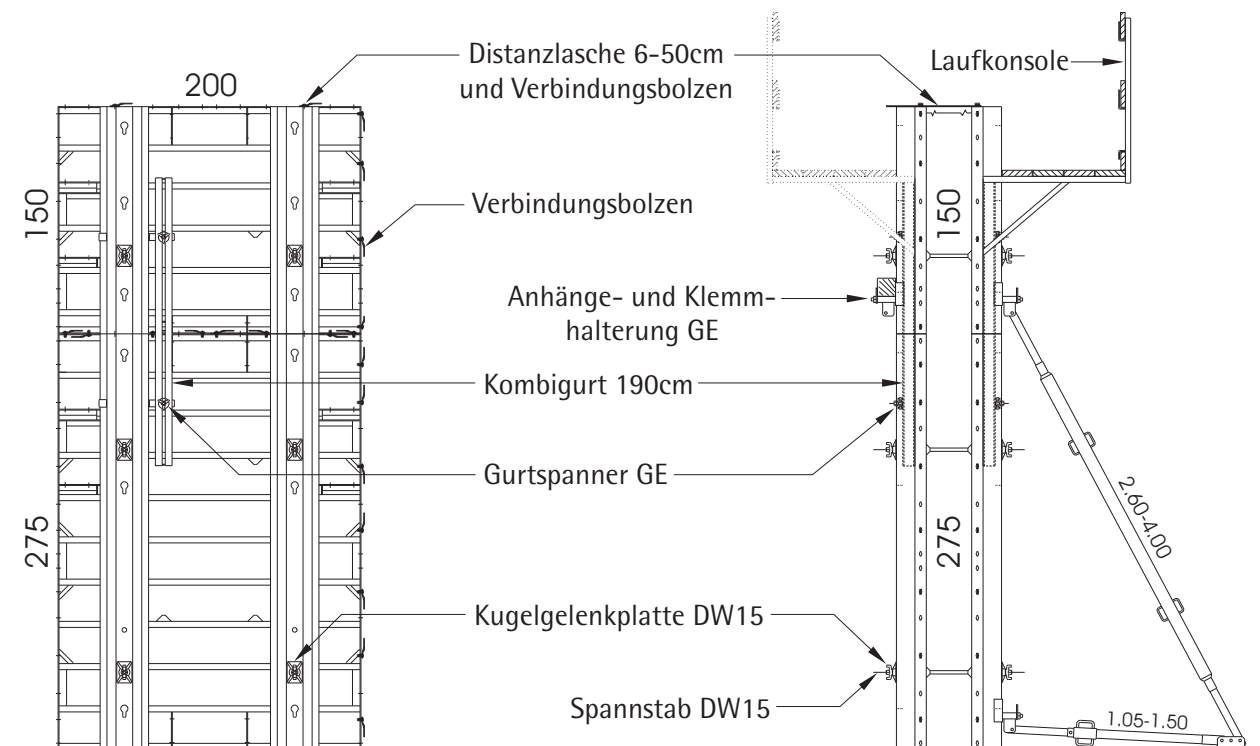 200
Distanzlasche 6-50cm
und Verbindungsbolzen
Laufkonsole
150
Verbindungsbolzen
150
Anhänge- und Klemm-
halterung GE
Kombigurt 190cm
Gurtspanner GE
275
275
2.60-4.00
Kugelgelenkplatte DW15
Spannstab DW15
1.05-1.50